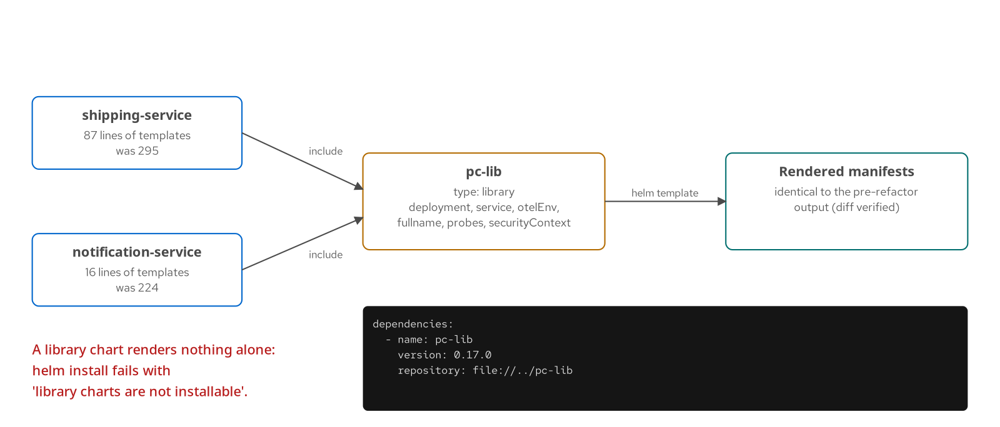 shipping-service
87 lines of templates
was 295
include
pc-lib
type: library
deployment, service, otelEnv,
fullname, probes, securityContext
helm template
Rendered manifests
identical to the pre-refactor
output (diff verified)
notification-service
16 lines of templates
was 224
include
A library chart renders nothing alone:
helm install fails with
'library charts are not installable'.
dependencies:
  - name: pc-lib
    version: 0.17.0
    repository: file://../pc-lib